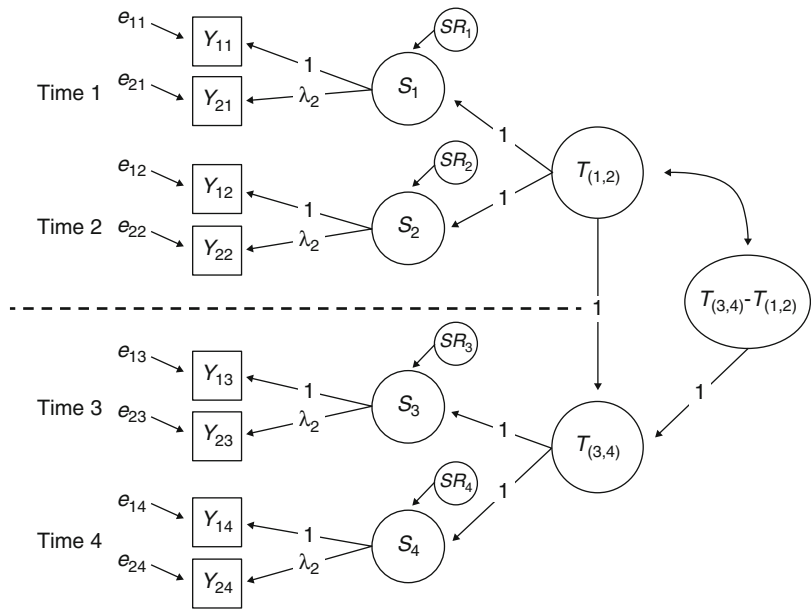 e₁₁ Y₁₁ 1 SR₁
Time 1 e₂₁ Y₂₁ λ₂ S₁
1
e₁₂ Y₁₂ 1 SR₂ T₍₁,₂₎
Time 2 e₂₂ Y₂₂ λ₂ S₂ 1
1 T₍₃,₄₎-T₍₁,₂₎
e₁₃ Y₁₃ 1 SR₃
Time 3 e₂₃ Y₂₃ λ₂ S₃ 1 1
T₍₃,₄₎
e₁₄ Y₁₄ 1 SR₄ 1
Time 4 e₂₄ Y₂₄ λ₂ S₄